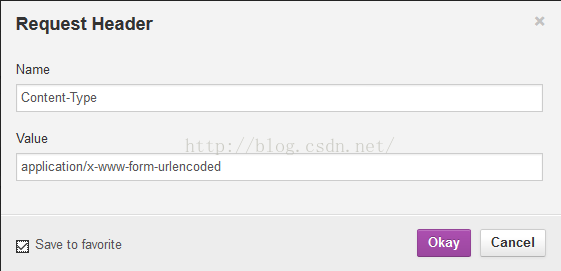 Request Header
×
Name
Content-Type
Value
http://blog.csdn.net/
application/x-www-form-urlencoded
Save to favorite
Okay
Cancel